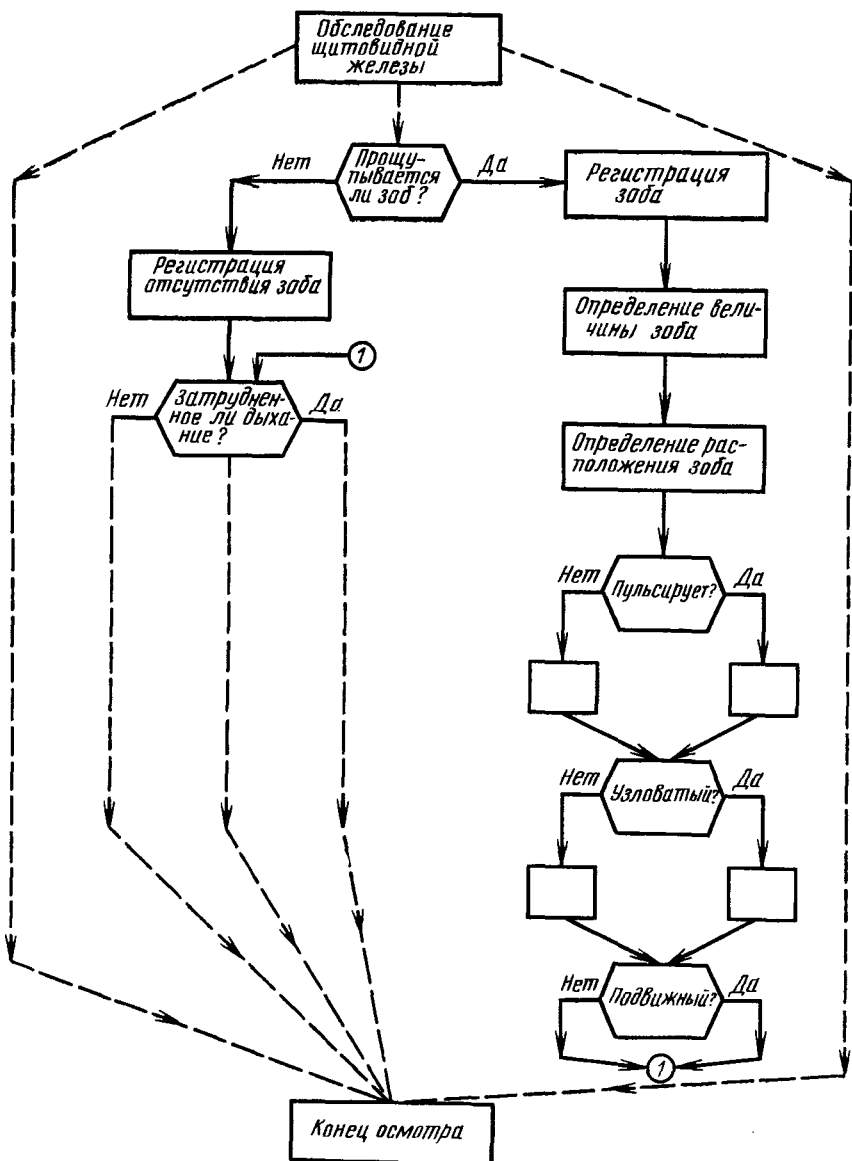 Обследование
щитовидной
железы
Нет
Прощу-
пывается
ли зоб?
Да
Регистрация
зоба
Регистрация
отсутствия зоба
Определение вели-
чины зоба
1
Нет
Затруднен-
ное ли дыха-
ние?
Да
Определение рас-
положения зоба
Нет
Пульсирует?
Да
Нет
Узловатый?
Да
Нет
Подвижный?
Да
1
Конец осмотра